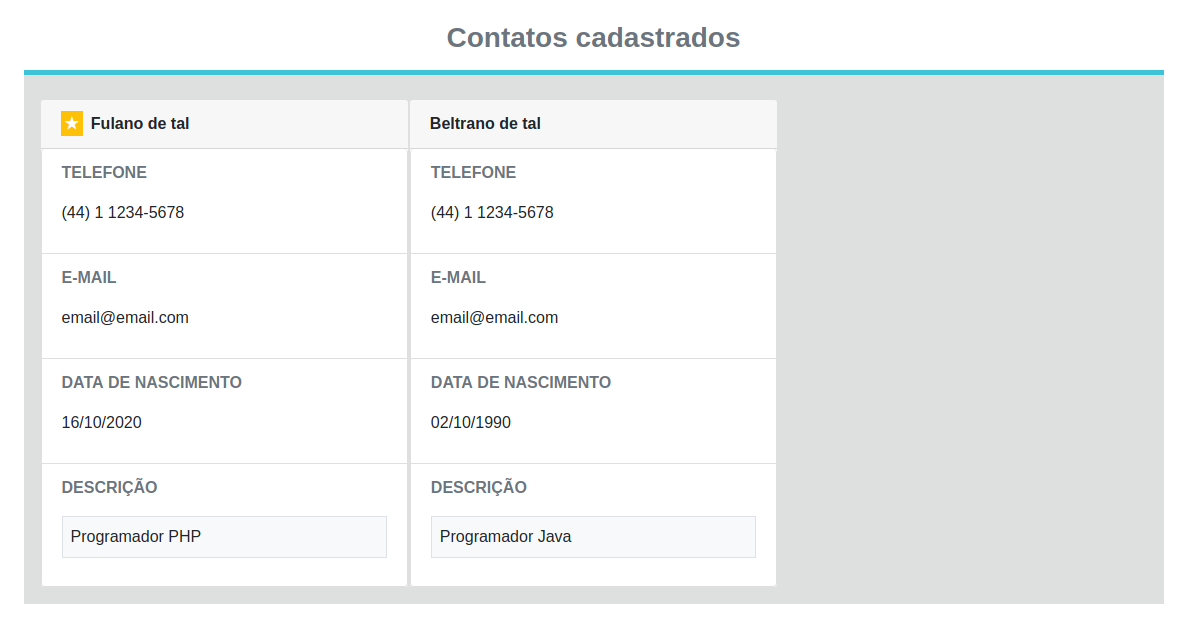 Contatos cadastrados
Fulano de tal
TELEFONE
(44) 1 1234-5678
E-MAIL
email@email.com
DATA DE NASCIMENTO
16/10/2020
DESCRIÇÃO
Programador PHP
Beltrano de tal
TELEFONE
(44) 1 1234-5678
E-MAIL
email@email.com
DATA DE NASCIMENTO
02/10/1990
DESCRIÇÃO
Programador Java